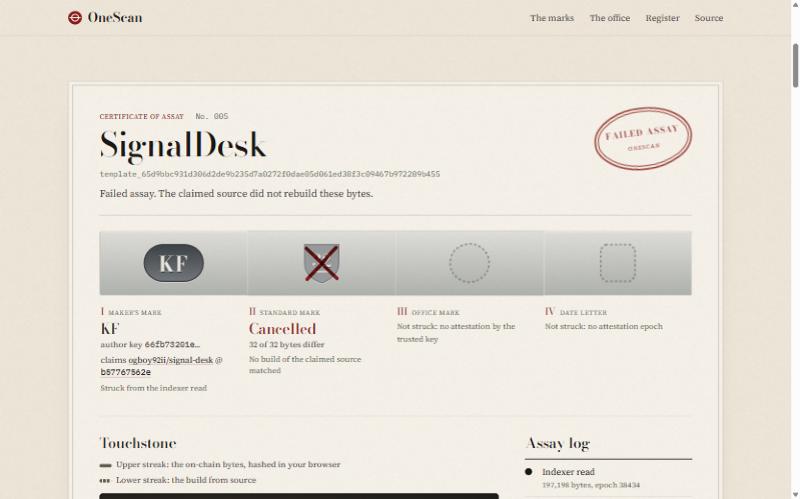 OneScan
The marks The office Register Source
CERTIFICATE OF ASSAY No. 005
SignalDesk
FAILED ASSAY
ONESCAN
template_65d9bbc931d306d2de9b235d7a0272f0dae05d061ed38f3c09467b972289b455
Failed assay. The claimed source did not rebuild these bytes.
KF
I MAKER'S MARK
KF
author key 66fb73201e…
claims ogboy92ii/signal-desk @
b57767562e
Struck from the indexer read
II STANDARD MARK
Cancelled
32 of 32 bytes differ
No build of the claimed source
matched
III OFFICE MARK
Not struck: no attestation by the
trusted key
IV DATE LETTER
Not struck: no attestation epoch
Touchstone
Upper streak: the on-chain bytes, hashed in your browser
Lower streak: the build from source
Assay log
Indexer read
197,198 bytes, epoch 38434